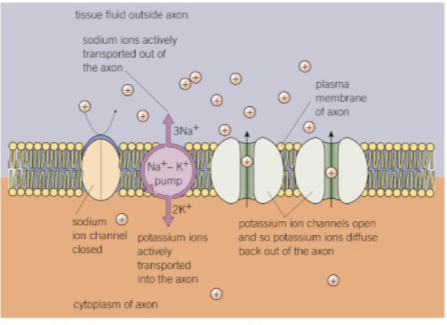 tissue fluid outside axon
sodium ions actively
transported out of
the axon
plasma
membrane
of axon
3Na⁺
Na⁺– K⁺
pump
2K⁺
sodium
ion channel
closed
potassium ions
actively
transported
into the axon
potassium ion channels open
and so potassium ions diffuse
back out of the axon
cytoplasm of axon